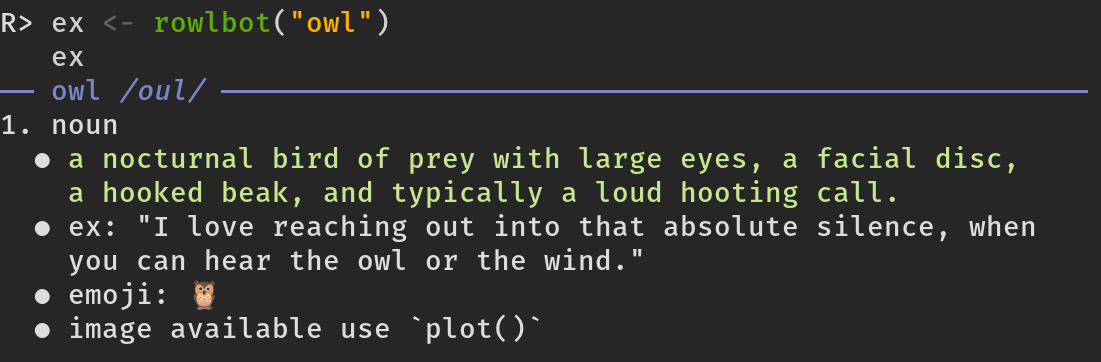 R> ex <- rowlbot("owl")
ex
owl /oul/
1. noun
● a nocturnal bird of prey with large eyes, a facial disc,
a hooked beak, and typically a loud hooting call.
● ex: "I love reaching out into that absolute silence, when
you can hear the owl or the wind."
● emoji: 🦉
● image available use `plot()`